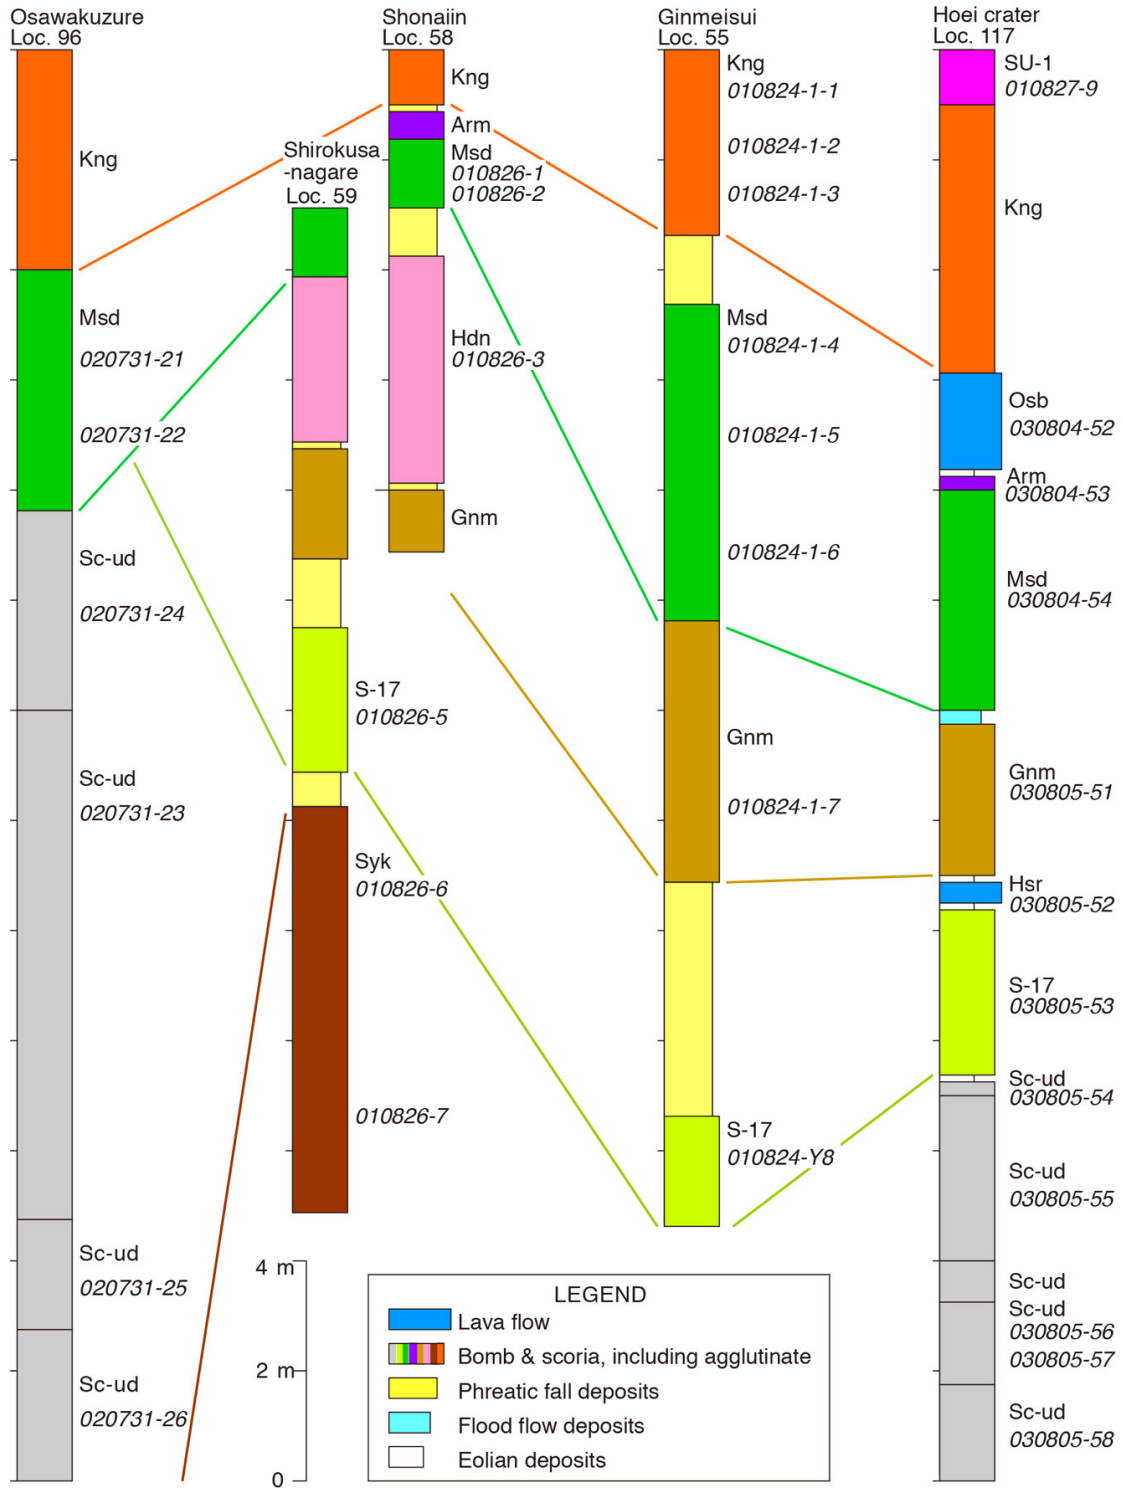 Osawakuzure
Loc. 96
Kng
Msd
020731-21
020731-22
Sc-ud
020731-24
Sc-ud
020731-23
Sc-ud
020731-25
Sc-ud
020731-26
Shirokusa
-nagare
Loc. 59
S-17
010826-5
Syk
010826-6
010826-7
Shonaiin
Loc. 58
Kng
Arm
Msd
010826-1
010826-2
Hdn
010826-3
Gnm
Ginmeisui
Loc. 55
Kng
010824-1-1
010824-1-2
010824-1-3
Msd
010824-1-4
010824-1-5
010824-1-6
Gnm
010824-1-7
S-17
010824-Y8
Hoei crater
Loc. 117
SU-1
010827-9
Kng
Osb
030804-52
Arm
030804-53
Msd
030804-54
Gnm
030805-51
Hsr
030805-52
S-17
030805-53
Sc-ud
030805-54
Sc-ud
030805-55
Sc-ud
Sc-ud
030805-56
030805-57
Sc-ud
030805-58
4 m
2 m
0
LEGEND
Lava flow
Bomb & scoria, including agglutinate
Phreatic fall deposits
Flood flow deposits
Eolian deposits